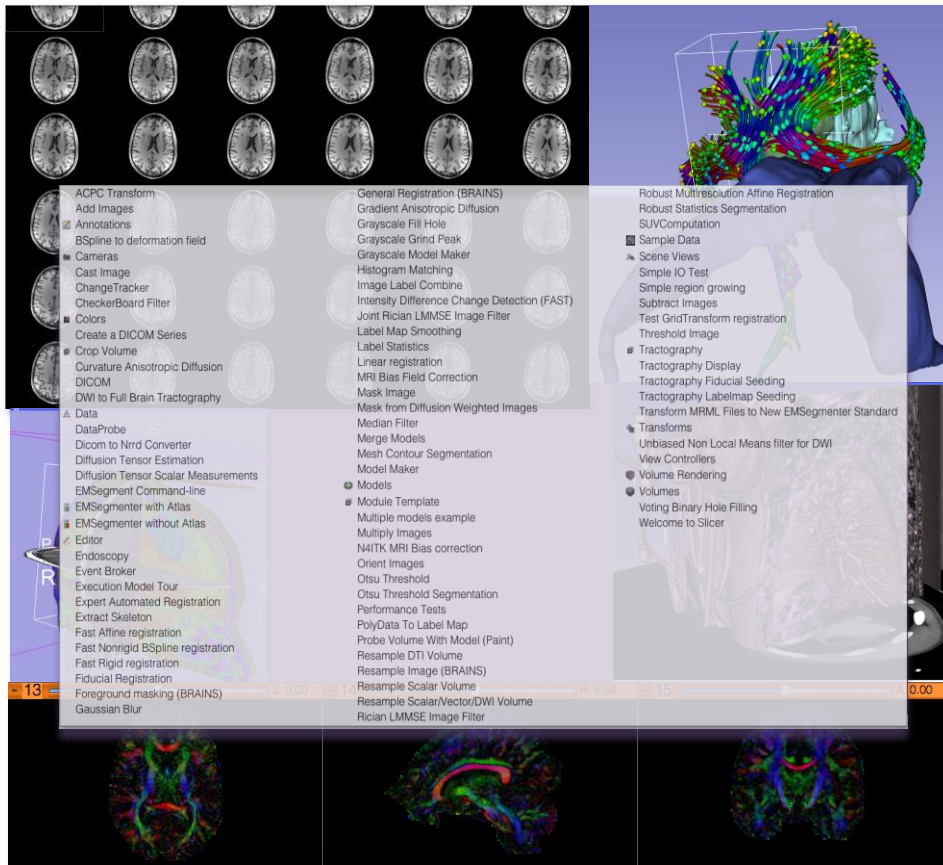 ACPC Transform
Add Images
Annotations
BSpline to deformation field
Cameras
Cast Image
ChangeTracker
CheckerBoard Filter
Colors
Create a DICOM Series
Crop Volume
Curvature Anisotropic Diffusion
DICOM
DWI to Full Brain Tractography
Data
DataProbe
Dicom to Nrrd Converter
Diffusion Tensor Estimation
Diffusion Tensor Scalar Measurements
EMSegment Command-line
EMSegmenter with Atlas
EMSegmenter without Atlas
Editor
Endoscopy
Event Broker
Execution Model Tour
Expert Automated Registration
Extract Skeleton
Fast Affine registration
Fast Nonrigid BSpline registration
Fast Rigid registration
Fiducial Registration
Foreground masking (BRAINS)
Gaussian Blur
General Registration (BRAINS)
Gradient Anisotropic Diffusion
Grayscale Fill Hole
Grayscale Grind Peak
Grayscale Model Maker
Histogram Matching
Image Label Combine
Intensity Difference Change Detection (FAST)
Joint Rician LMMSE Image Filter
Label Map Smoothing
Label Statistics
Linear registration
MRI Bias Field Correction
Mask Image
Mask from Diffusion Weighted Images
Median Filter
Merge Models
Mesh Contour Segmentation
Model Maker
Models
Module Template
Multiple models example
Multiply Images
N4ITK MRI Bias correction
Orient Images
Otsu Threshold
Otsu Threshold Segmentation
Performance Tests
PolyData To Label Map
Probe Volume With Model (Paint)
Resample DTI Volume
Resample Image (BRAINS)
Resample Scalar Volume
Resample Scalar/Vector/DWI Volume
Rician LMMSE Image Filter
Robust Multiresolution Affine Registration
Robust Statistics Segmentation
SUVComputation
Sample Data
Scene Views
Simple IO Test
Simple region growing
Subtract Images
Test GridTransform registration
Threshold Image
Tractography
Tractography Display
Tractography Fiducial Seeding
Tractography Labelmap Seeding
Transform MRML Files to New EMSegmenter Standard
Transforms
Unbiased Non Local Means filter for DWI
View Controllers
Volume Rendering
Volumes
Voting Binary Hole Filling
Welcome to Slicer
S
P
R
13 S: 0.00
14 R: 6.66
15 A: 0.00